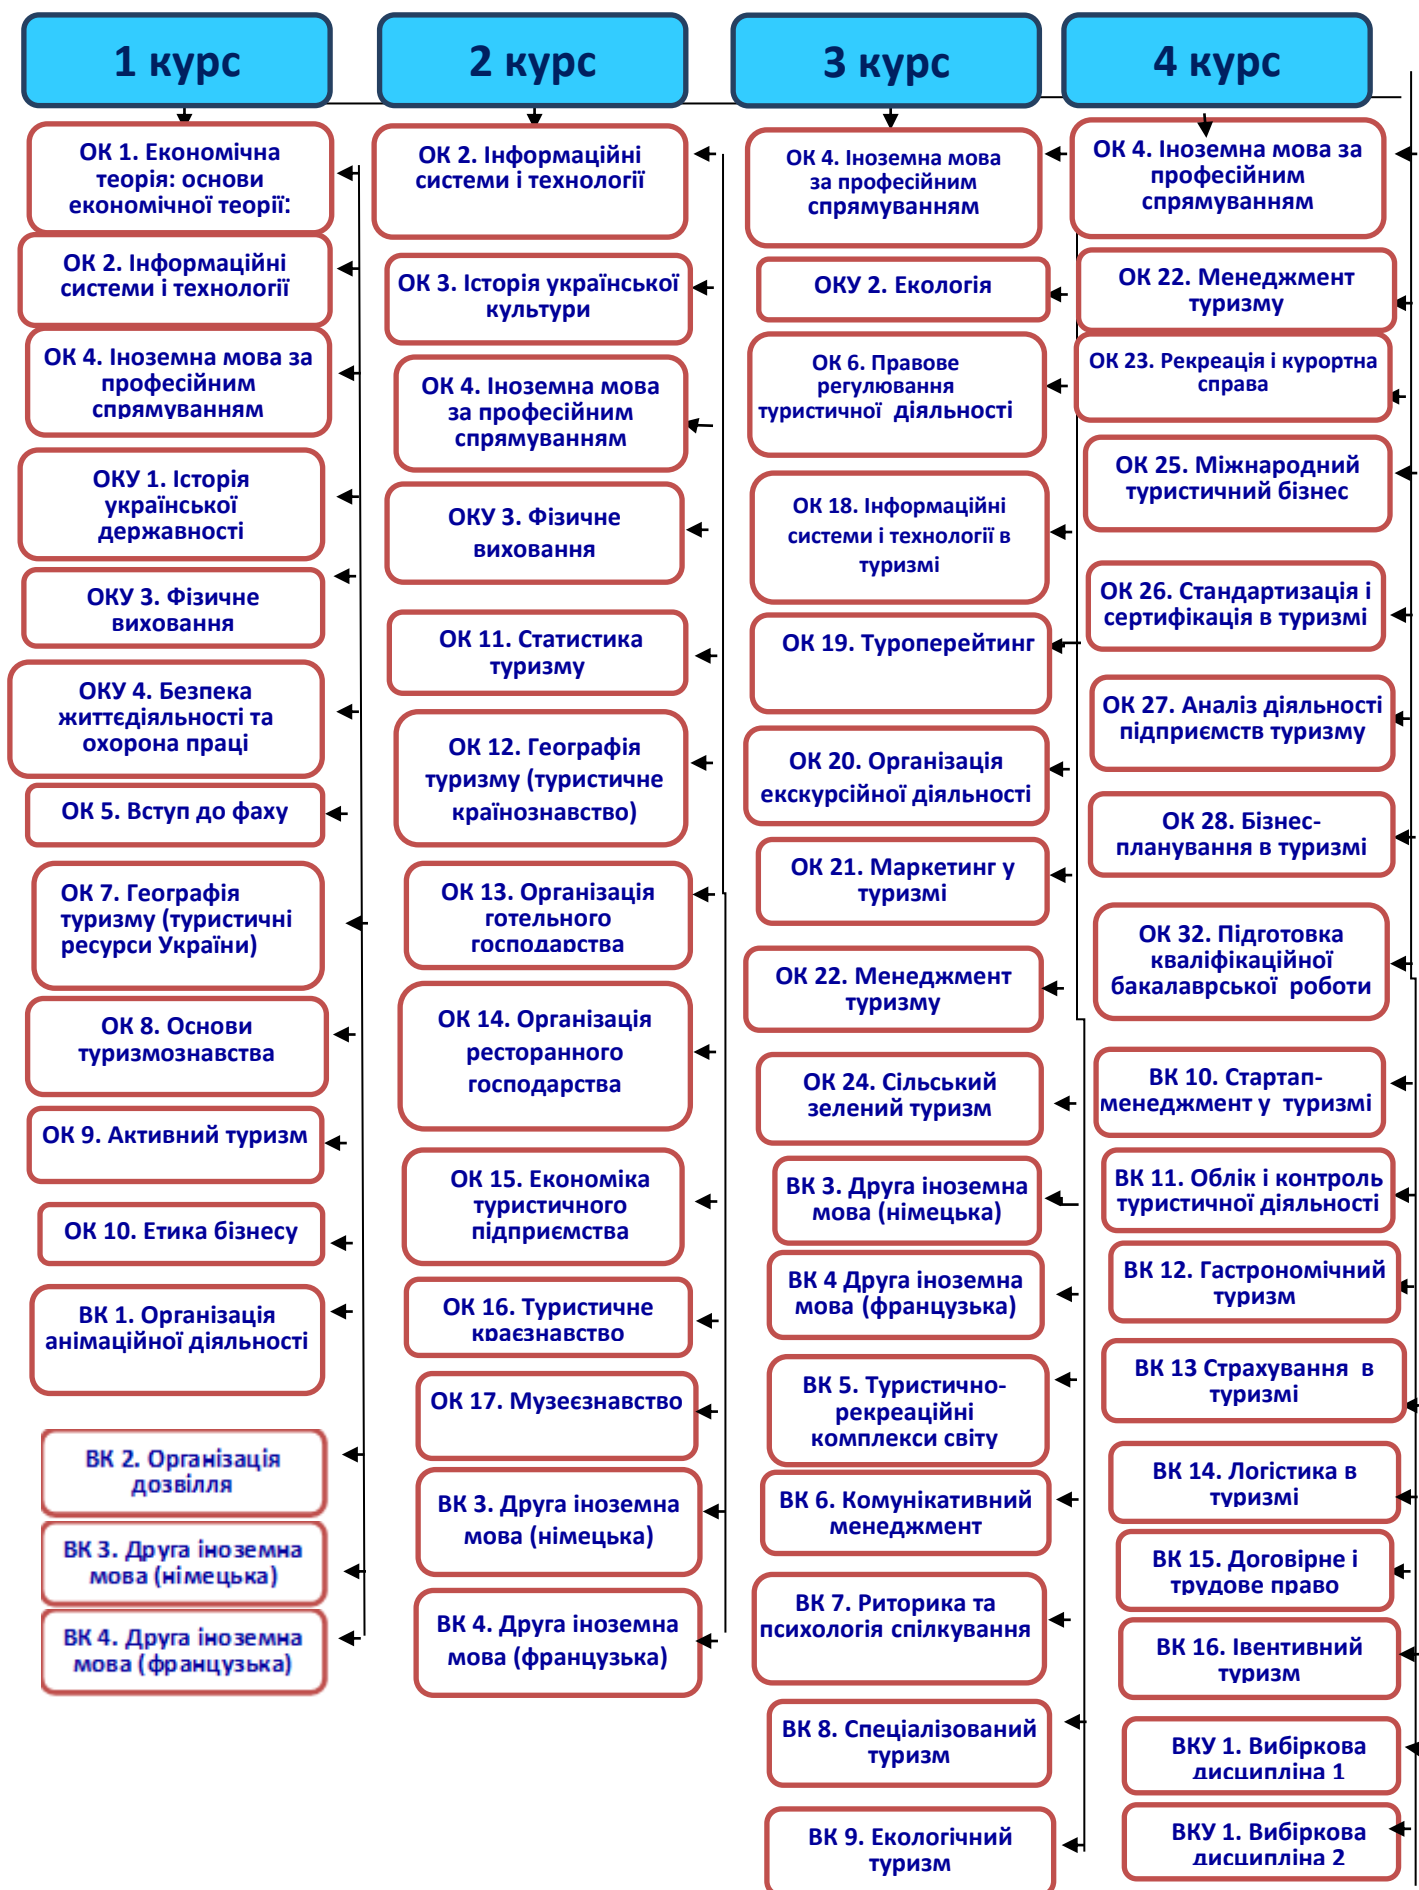 1 курс
ОК 1. Економічна
теорія: основи
економічної теорії:
ОК 2. Інформаційні
системи і технології
ОК 4. Іноземна мова за
професійним
спрямуванням
ОКУ 1. Історія
української
державності
ОКУ 3. Фізичне
виховання
ОКУ 4. Безпека
життєдіяльності та
охорона праці
ОК 5. Вступ до фаху
ОК 7. Географія
туризму (туристичні
ресурси України)
ОК 8. Основи
туризмознавства
ОК 9. Активний туризм
ОК 10. Етика бізнесу
ВК 1. Організація
анімаційної діяльності
ВК 2. Організація
дозвілля
ВК 3. Друга іноземна
мова (німецька)
ВК 4. Друга іноземна
мова (французька)
2 курс
ОК 2. Інформаційні
системи і технології
ОК 3. Історія української
культури
ОК 4. Іноземна мова
за професійним
спрямуванням
ОКУ 3. Фізичне
виховання
ОК 11. Статистика
туризму
ОК 12. Географія
туризму (туристичне
країнознавство)
ОК 13. Організація
готельного
господарства
ОК 14. Організація
ресторанного
господарства
ОК 15. Економіка
туристичного
підприємства
ОК 16. Туристичне
краєзнавство
ОК 17. Музеєзнавство
ВК 3. Друга іноземна
мова (німецька)
ВК 4. Друга іноземна
мова (французька)
3 курс
ОК 4. Іноземна мова
за професійним
спрямуванням
ОКУ 2. Екологія
ОК 6. Правове
регулювання
туристичної діяльності
ОК 18. Інформаційні
системи і технології в
туризмі
ОК 19. Туроперейтинг
ОК 20. Організація
екскурсійної діяльності
ОК 21. Маркетинг у
туризмі
ОК 22. Менеджмент
туризму
ОК 24. Сільський
зелений туризм
ВК 3. Друга іноземна
мова (німецька)
ВК 4 Друга іноземна
мова (французька)
ВК 5. Туристично-
рекреаційні
комплекси світу
ВК 6. Комунікативний
менеджмент
ВК 7. Риторика та
психологія спілкування
ВК 8. Спеціалізований
туризм
ВК 9. Екологічний
туризм
4 курс
ОК 4. Іноземна мова за
професійним
спрямуванням
ОК 22. Менеджмент
туризму
ОК 23. Рекреація і курортна
справа
ОК 25. Міжнародний
туристичний бізнес
ОК 26. Стандартизація і
сертифікація в туризмі
ОК 27. Аналіз діяльності
підприємств туризму
ОК 28. Бізнес-
планування в туризмі
ОК 32. Підготовка
кваліфікаційної
бакалаврської роботи
ВК 10. Стартап-
менеджмент у туризмі
ВК 11. Облік і контроль
туристичної діяльності
ВК 12. Гастрономічний
туризм
ВК 13 Страхування в
туризмі
ВК 14. Логістика в
туризмі
ВК 15. Договірне і
трудове право
ВК 16. Івентивний
туризм
ВКУ 1. Вибіркова
дисципліна 1
ВКУ 1. Вибіркова
дисципліна 2